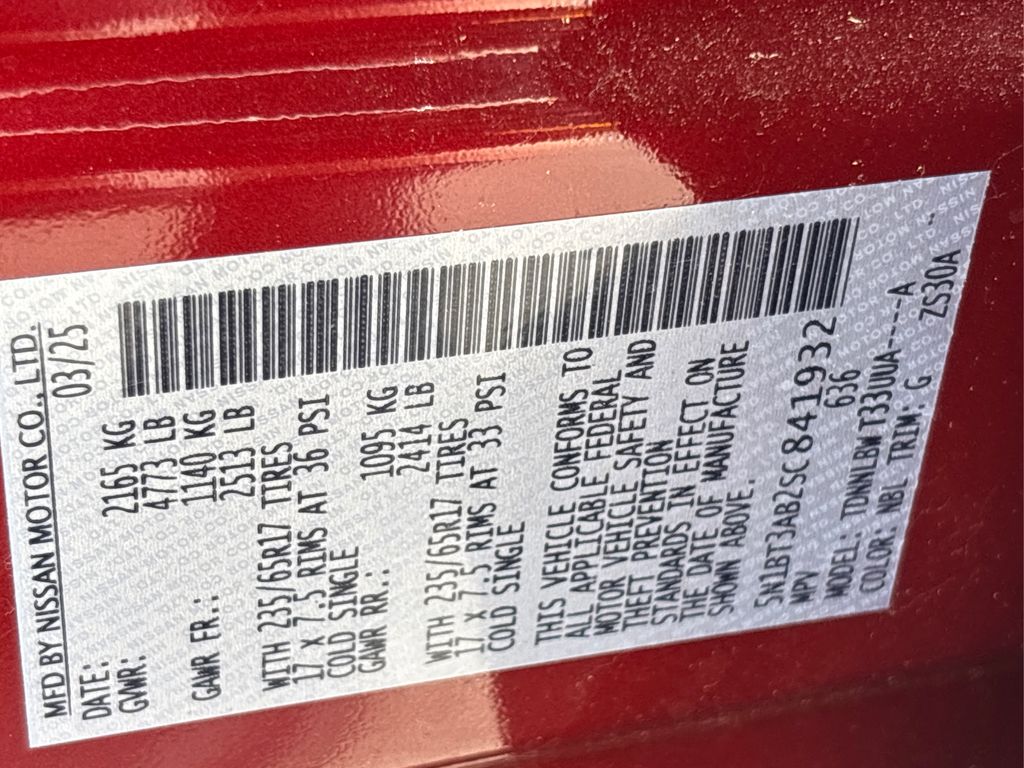 MFD BY NISSAN MOTOR CO., LTD.
DATE: 03/25
GVWR: 2165 KG
4773 LB
GAWR FR.: 1140 KG
2513 LB
WITH 235/65R17 TIRES
17 X 7.5 RIMS AT 36 PSI
COLD SINGLE
GAWR RR.: 1095 KG
2414 LB
WITH 235/65R17 TIRES
17 X 7.5 RIMS AT 33 PSI
COLD SINGLE
THIS VEHICLE CONFORMS TO
ALL APPLICABLE FEDERAL
MOTOR VEHICLE SAFETY AND
THEFT PREVENTION
STANDARDS IN EFFECT ON
THE DATE OF MANUFACTURE
SHOWN ABOVE.
5N1BT3AB2SC841932
MPV 636
MODEL: TDNNLBWT33UUA----A
COLOR: NBL TRIM: G ZS30A --